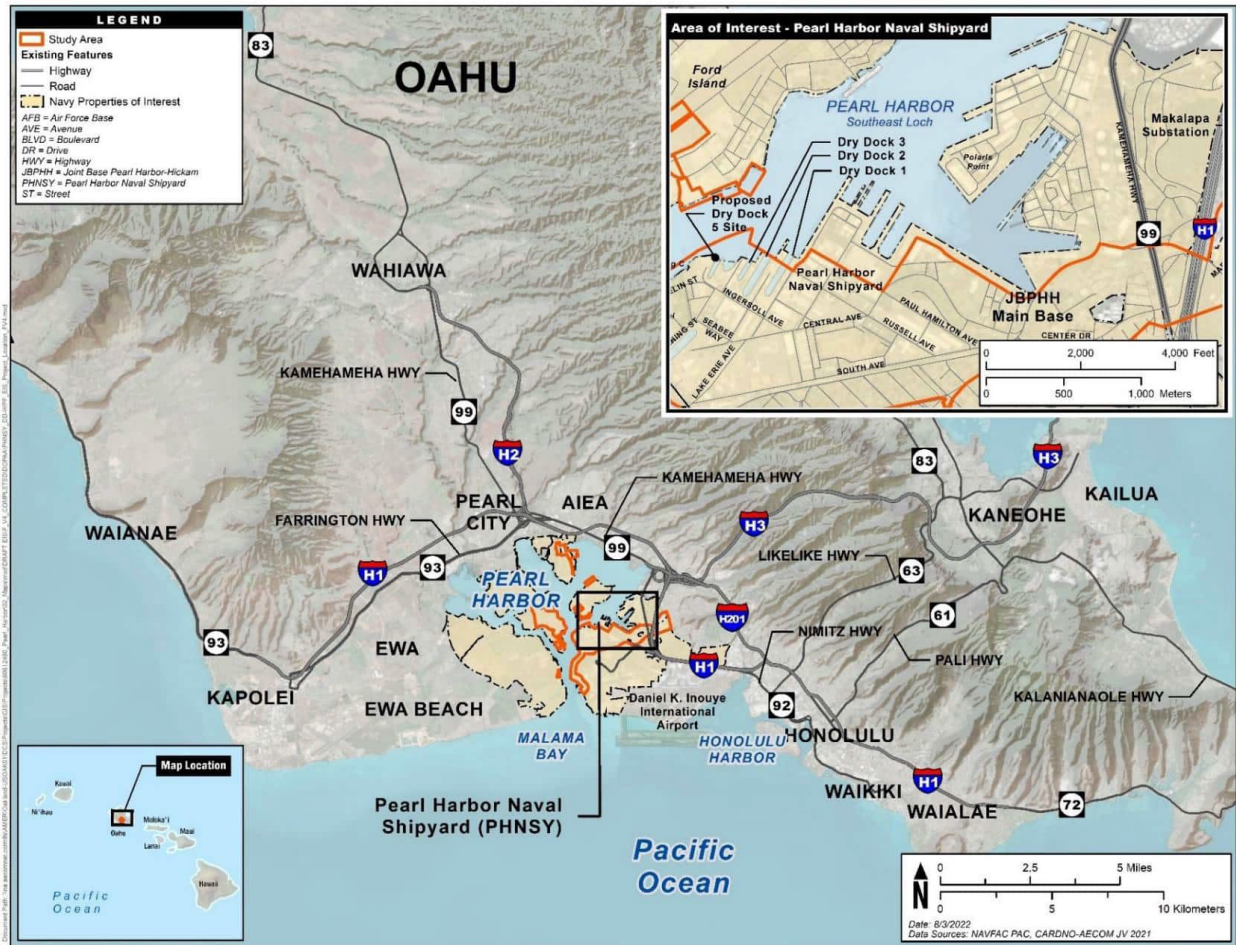 LEGEND
Study Area
Existing Features
Highway
Road
Navy Properties of Interest
AFB = Air Force Base
AVE = Avenue
BLVD = Boulevard
DR = Drive
HWY = Highway
JBPHH = Joint Base Pearl Harbor-Hickam
PHNSY = Pearl Harbor Naval Shipyard
ST = Street
83
OAHU
Area of Interest - Pearl Harbor Naval Shipyard
Ford
Island
PEARL HARBOR
Southeast Loch
KAMEHAMEHA HWY
Makalapa
Substation
Dry Dock 3
Dry Dock 2
Dry Dock 1
Polaris
Point
Proposed
Dry Dock
5 Site
99
H1
Pearl Harbor
Naval Shipyard
JBPHH
Main Base
LIN ST
INGERSOLL AVE
PAUL HAMILTON AVE
CENTRAL AVE
RUSSELL AVE
CENTER DR
SEABEE
WAY
LAKE ERIE AVE
SOUTH AVE
0 2,000 4,000 Feet
0 500 1,000 Meters
WAHIAWA
KAMEHAMEHA HWY
99
H2
PEARL
CITY
AIEA
KAMEHAMEHA HWY
83
H3
KAILUA
KANEOHE
WAIANAE
FARRINGTON HWY
99
H3
LIKELIKE HWY
63
H1
93
PEARL
HARBOR
61
H201
NIMITZ HWY
PALI HWY
93
EWA
H1
KAPOLEI
KALANIANAOLE HWY
EWA BEACH
Daniel K. Inouye
International
Airport
92
HONOLULU
MALAMA
BAY
HONOLULU
HARBOR
H1
WAIKIKI
WAIALAE
72
Pearl Harbor Naval
Shipyard (PHNSY)
Pacific
Ocean
Map Location
Kauai
Ni'ihau
Oahu
Moloka'i
Lanai
Maui
Hawaii
Pacific
Ocean
N
0 2.5 5 Miles
0 5 10 Kilometers
Date: 8/3/2022
Data Sources: NAVFAC PAC, CARDNO-AECOM JV 2021